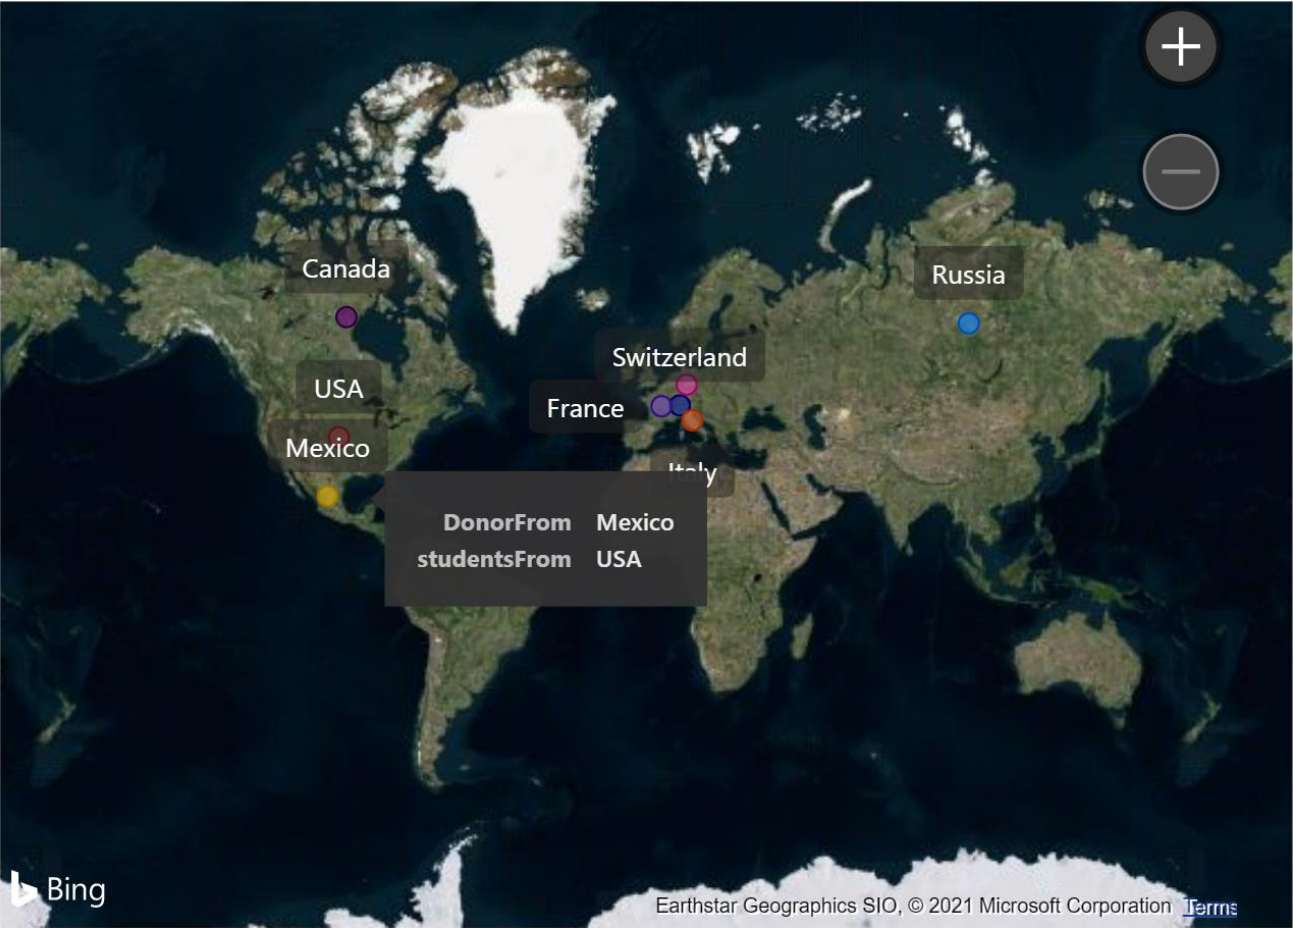 +
Canada
Russia
Switzerland
USA
France
Mexico
Italy
DonorFrom Mexico
studentsFrom USA
Bing
Earthstar Geographics SIO, © 2021 Microsoft Corporation Terms